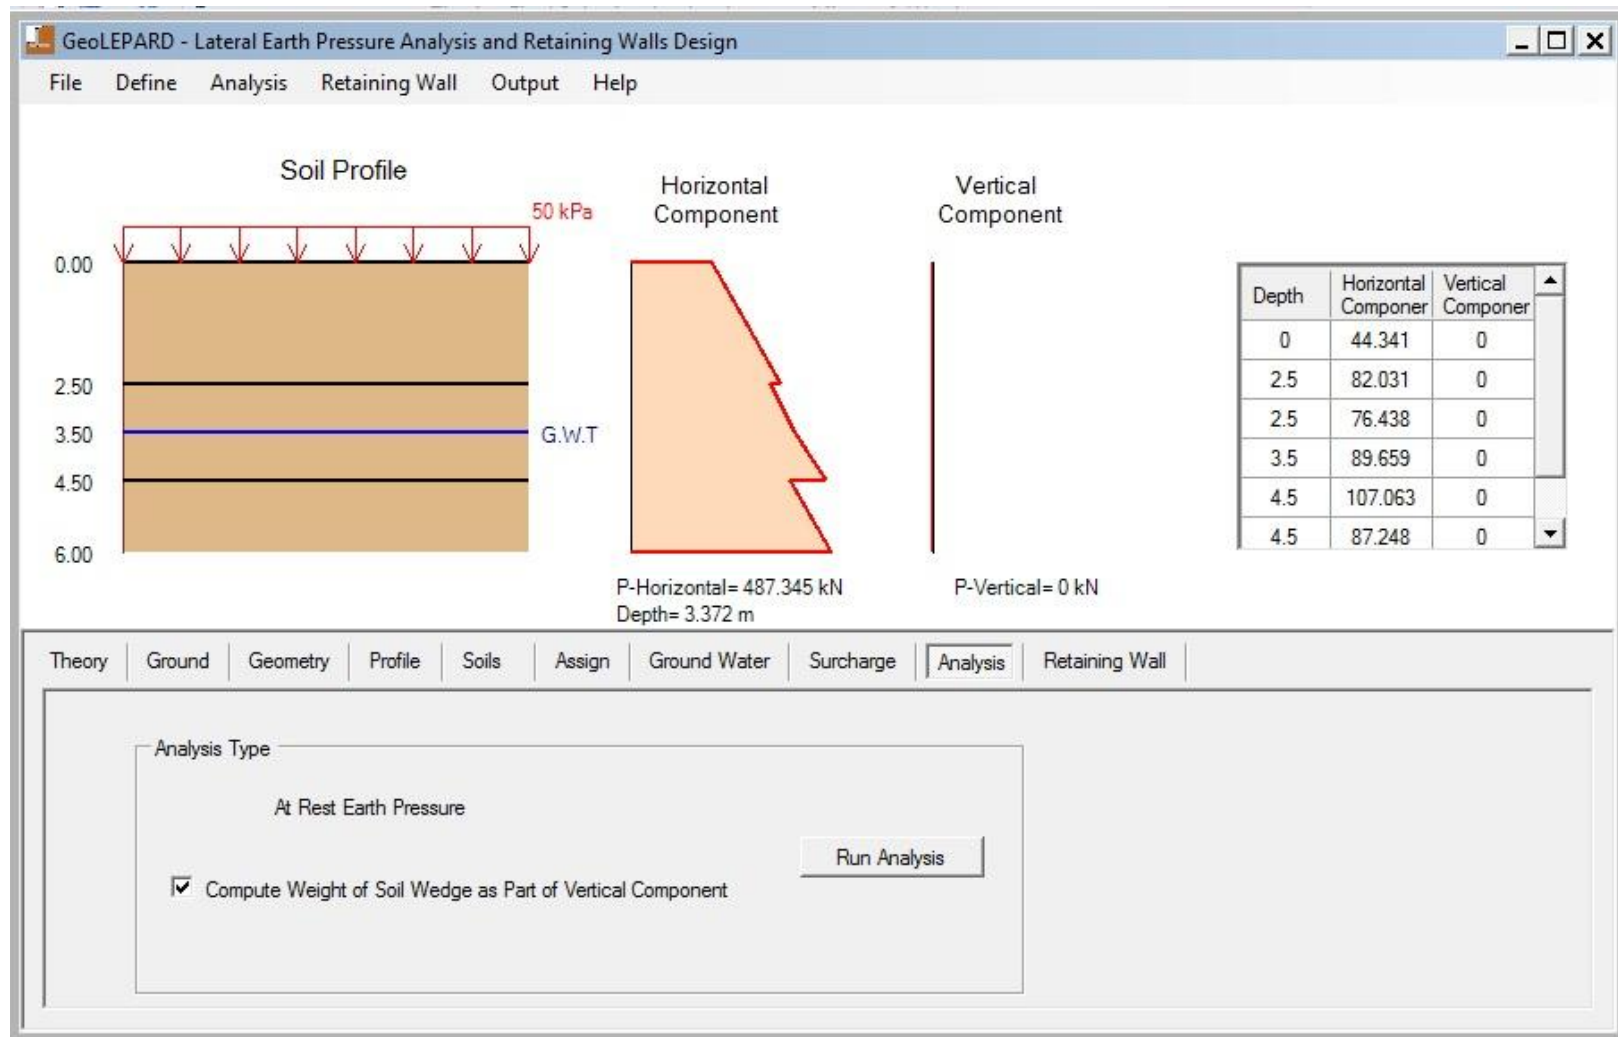 GeoLEPARD - Lateral Earth Pressure Analysis and Retaining Walls Design
File Define Analysis Retaining Wall Output Help
Soil Profile
Horizontal
Component
Vertical
Component
50 kPa
0.00
2.50
3.50
G.W.T
4.50
6.00
Depth Horizontal Componer Vertical Componer
0 44.341 0
2.5 82.031 0
2.5 76.438 0
3.5 89.659 0
4.5 107.063 0
4.5 87.248 0
P-Horizontal= 487.345 kN
Depth= 3.372 m
P-Vertical= 0 kN
Theory Ground Geometry Profile Soils Assign Ground Water Surcharge Analysis Retaining Wall
Analysis Type
At Rest Earth Pressure
Run Analysis
Compute Weight of Soil Wedge as Part of Vertical Component